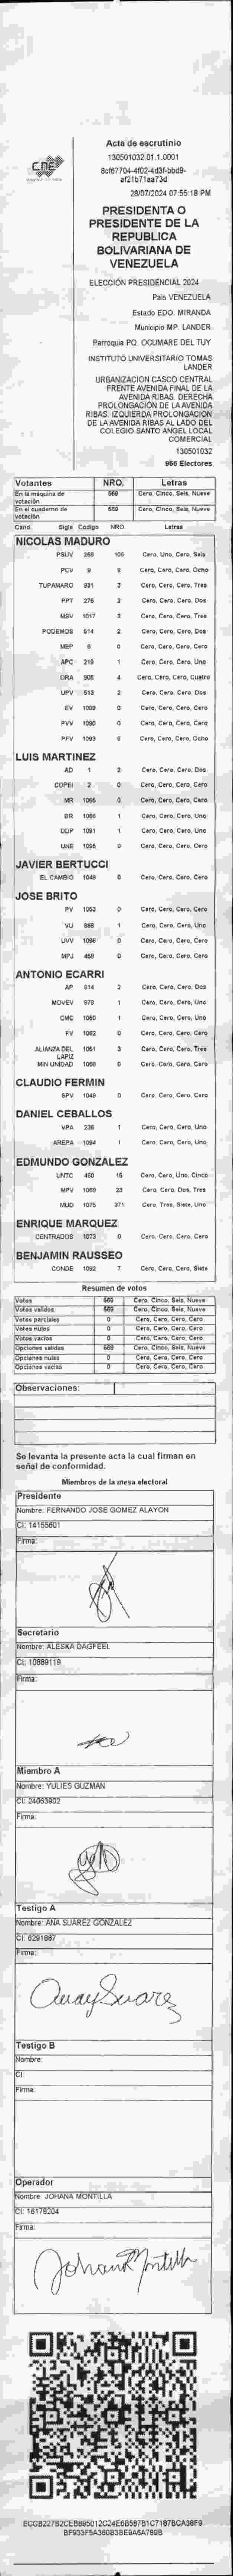 CNE
Acta de escrutinio
130501032.01.1.0001
8cf67704-4f02-4d3f-bbd9-
af21b71aa73d
28/07/2024 07:55:18 PM
PRESIDENTA O
PRESIDENTE DE LA
REPUBLICA
BOLIVARIANA DE
VENEZUELA
ELECCIÓN PRESIDENCIAL 2024
Pais VENEZUELA
Estado EDO. MIRANDA
Municipio MP. LANDER
Parroquia PQ. OCUMARE DEL TUY
INSTITUTO UNIVERSITARIO TOMAS
LANDER
URBANIZACION CASCO CENTRAL
FRENTE AVENIDA FINAL DE LA
AVENIDA RIBAS. DERECHA
PROLONGACIÓN DE LA AVENIDA
RIBAS. IZQUIERDA PROLONGACIÓN
DE LA AVENIDA RIBAS AL LADO DEL
COLEGIO SANTO ANGEL LOCAL
COMERCIAL
130501032
966 Electores
Votantes NRO. Letras
En la máquina de votación 569 Cero, Cinco, Seis, Nueve
En el cuaderno de votación 569 Cero, Cinco, Seis, Nueve
Cand. Sigla Código NRO. Letras
NICOLAS MADURO
PSUV 266 106 Cero, Uno, Cero, Seis
PCV 9 8 Cero, Cero, Cero, Ocho
TUPAMARO 931 3 Cero, Cero, Cero, Tres
PPT 276 2 Cero, Cero, Cero, Dos
MSV 1017 3 Cero, Cero, Cero, Tres
PODEMOS 514 2 Cero, Cero, Cero, Dos
MEP 6 0 Cero, Cero, Cero, Cero
APC 219 1 Cero, Cero, Cero, Uno
ORA 905 4 Cero, Cero, Cero, Cuatro
UPV 513 2 Cero, Cero, Cero, Dos
EV 1089 0 Cero, Cero, Cero, Cero
PVV 1090 0 Cero, Cero, Cero, Cero
PFV 1093 8 Cero, Cero, Cero, Ocho
LUIS MARTINEZ
AD 1 2 Cero, Cero, Cero, Dos
COPEI 2 0 Cero, Cero, Cero, Cero
MR 1065 0 Cero, Cero, Cero, Cero
BR 1086 1 Cero, Cero, Cero, Uno
DDP 1091 1 Cero, Cero, Cero, Uno
UNE 1095 0 Cero, Cero, Cero, Cero
JAVIER BERTUCCI
EL CAMBIO 1048 0 Cero, Cero, Cero, Cero
JOSE BRITO
PV 1053 0 Cero, Cero, Cero, Cero
VU 888 1 Cero, Cero, Cero, Uno
UVV 1096 0 Cero, Cero, Cero, Cero
MPJ 468 0 Cero, Cero, Cero, Cero
ANTONIO ECARRI
AP 914 2 Cero, Cero, Cero, Dos
MOVEV 978 1 Cero, Cero, Cero, Uno
CMC 1050 1 Cero, Cero, Cero, Uno
FV 1062 0 Cero, Cero, Cero, Cero
ALIANZA DEL LAPIZ 1051 3 Cero, Cero, Cero, Tres
MIN UNIDAD 1068 0 Cero, Cero, Cero, Cero
CLAUDIO FERMIN
SPV 1049 0 Cero, Cero, Cero, Cero
DANIEL CEBALLOS
VPA 236 1 Cero, Cero, Cero, Uno
AREPA 1094 1 Cero, Cero, Cero, Uno
EDMUNDO GONZALEZ
UNTC 460 15 Cero, Cero, Uno, Cinco
MPV 1069 23 Cero, Cero, Dos, Tres
MUD 1075 371 Cero, Tres, Siete, Uno
ENRIQUE MARQUEZ
CENTRADOS 1073 0 Cero, Cero, Cero, Cero
BENJAMIN RAUSSEO
CONDE 1092 7 Cero, Cero, Cero, Siete
Resumen de votos
Votos 569 Cero, Cinco, Seis, Nueve
Votos validos 569 Cero, Cinco, Seis, Nueve
Votos parciales 0 Cero, Cero, Cero, Cero
Votos nulos 0 Cero, Cero, Cero, Cero
Votos vacios 0 Cero, Cero, Cero, Cero
Opciones validas 569 Cero, Cinco, Seis, Nueve
Opciones nulas 0 Cero, Cero, Cero, Cero
Opciones vacias 0 Cero, Cero, Cero, Cero
Observaciones:
Se levanta la presente acta la cual firman en
señal de conformidad.
Miembros de la mesa electoral
Presidente
Nombre: FERNANDO JOSE GOMEZ ALAYON
CI: 14155601
Firma:
Secretario
Nombre: ALESKA DAGFEEL
CI: 10889119
Firma:
Miembro A
Nombre: YULIES GUZMAN
CI: 24063902
Firma:
Testigo A
Nombre: ANA SUAREZ GONZALEZ
CI: 6291887
Firma:
Anay Suarez
Testigo B
Nombre:
CI:
Firma:
Operador
Nombre: JOHANA MONTILLA
CI: 16178204
Firma:
Johana Montilla